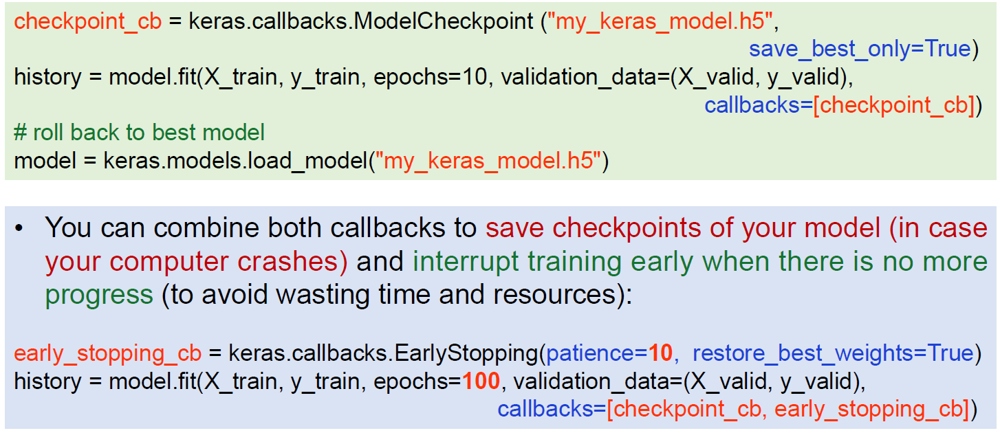 checkpoint_cb = keras.callbacks.ModelCheckpoint ("my_keras_model.h5",
save_best_only=True)
history = model.fit(X_train, y_train, epochs=10, validation_data=(X_valid, y_valid),
callbacks=[checkpoint_cb])
# roll back to best model
model = keras.models.load_model("my_keras_model.h5")
• You can combine both callbacks to save checkpoints of your model (in case
your computer crashes) and interrupt training early when there is no more
progress (to avoid wasting time and resources):
early_stopping_cb = keras.callbacks.EarlyStopping(patience=10, restore_best_weights=True)
history = model.fit(X_train, y_train, epochs=100, validation_data=(X_valid, y_valid),
callbacks=[checkpoint_cb, early_stopping_cb])